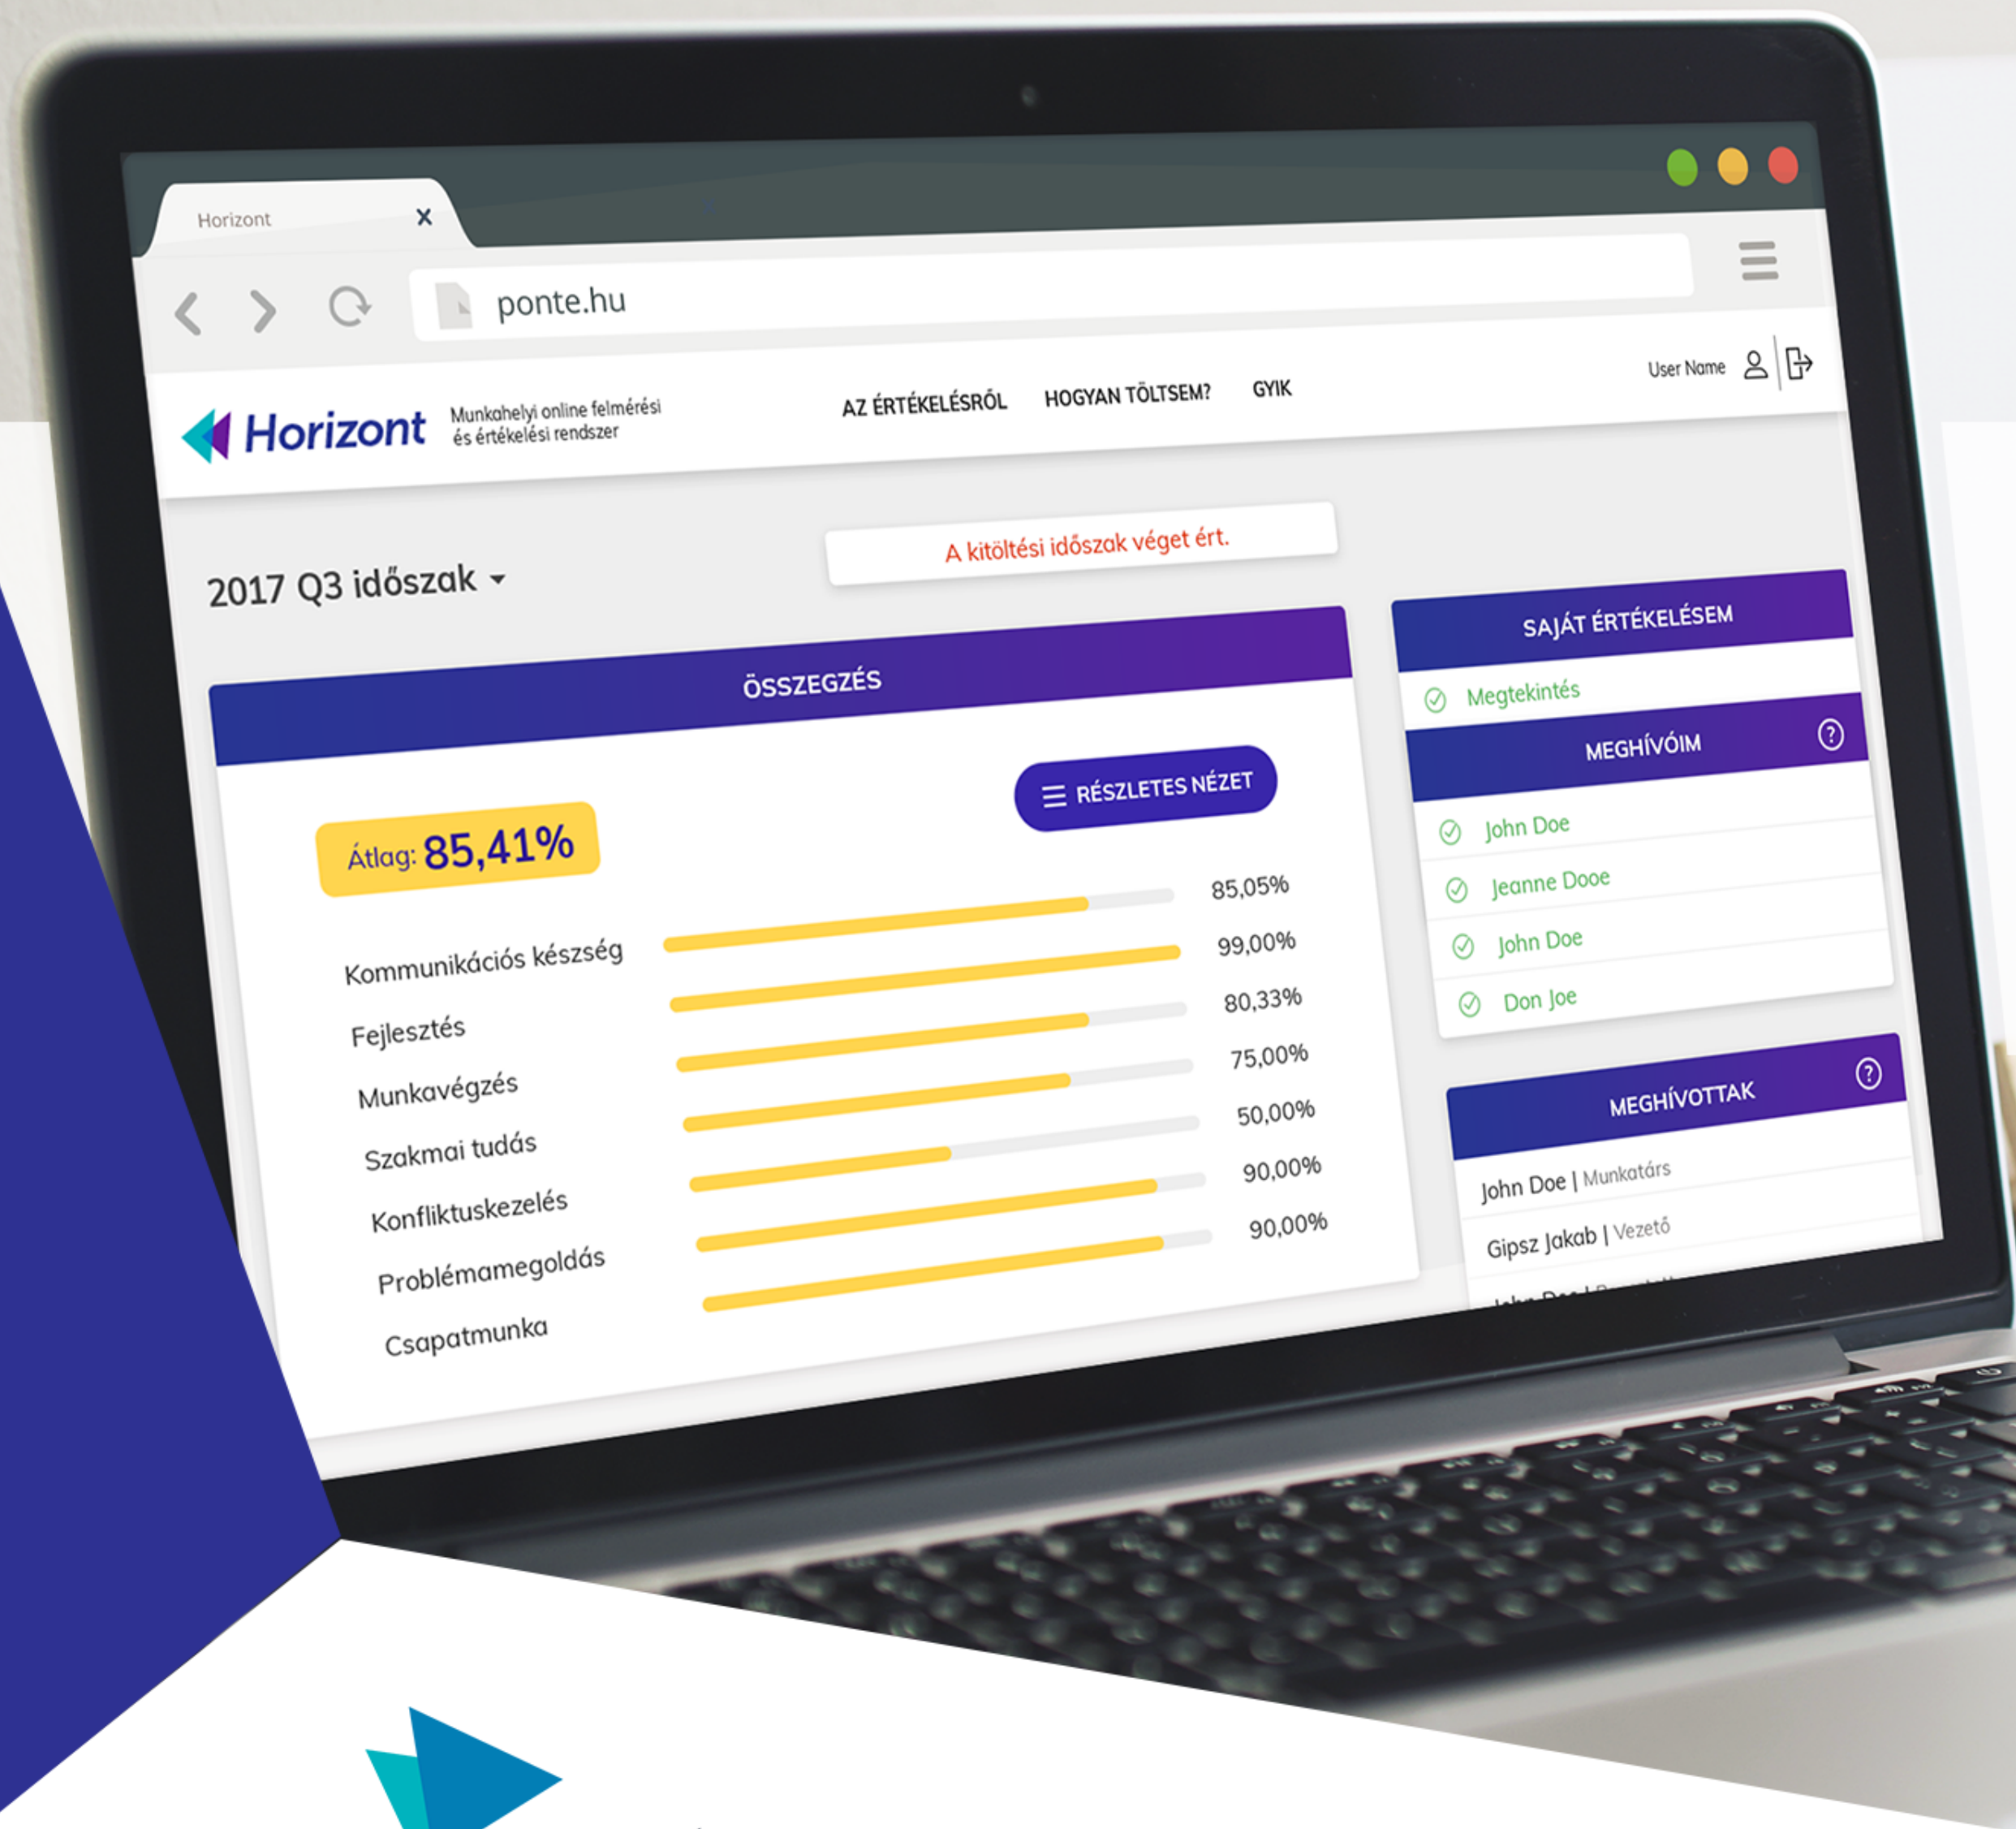 Horizont
ponte.hu
Horizont
Munkahelyi online felmérési
és értékelési rendszer
AZ ÉRTÉKELÉSRŐL HOGYAN TÖLTSEM? GYIK
User Name
2017 Q3 időszak
A kitöltési időszak véget ért.
ÖSSZEGZÉS
Átlag: 85,41%
RÉSZLETES NÉZET
Kommunikációs készség 85,05%
Fejlesztés 99,00%
Munkavégzés 80,33%
Szakmai tudás 75,00%
Konfliktuskezelés 50,00%
Problémamegoldás 90,00%
Csapatmunka 90,00%
SAJÁT ÉRTÉKELÉSEM
Megtekintés
MEGHÍVÓIM
John Doe
Jeanne Dooe
John Doe
Don Joe
MEGHÍVOTTAK
John Doe | Munkatárs
Gipsz Jakab | Vezető
John Doe |